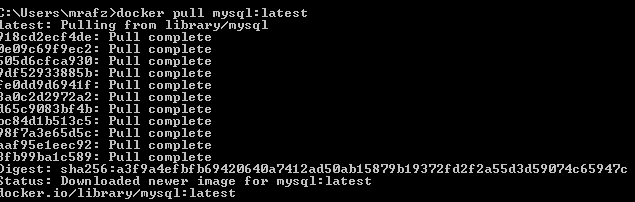 C:\Users\mrafz>docker pull mysql:latest
latest: Pulling from library/mysql
918cd2ecf4de: Pull complete
0e09c69f9ec2: Pull complete
505d6cfca930: Pull complete
9df52933885b: Pull complete
fe0dd9d6941f: Pull complete
8a0c2d2972a2: Pull complete
d65c9083bf4b: Pull complete
bc84d1b513c5: Pull complete
98f7a3e65d5c: Pull complete
aaf95e1eec92: Pull complete
3fb99ba1c589: Pull complete
Digest: sha256:a3f9a4efbfb69420640a7412ad50ab15879b19372fd2f2a55d3d59074c65947c
Status: Downloaded newer image for mysql:latest
docker.io/library/mysql:latest